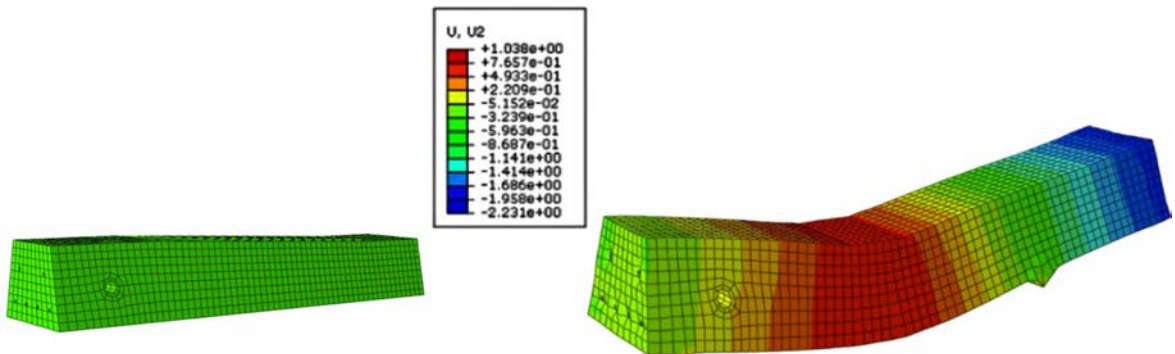 U, U2
+1.038e+00
+7.657e-01
+4.933e-01
+2.209e-01
-5.152e-02
-3.239e-01
-5.963e-01
-8.687e-01
-1.141e+00
-1.414e+00
-1.686e+00
-1.958e+00
-2.231e+00